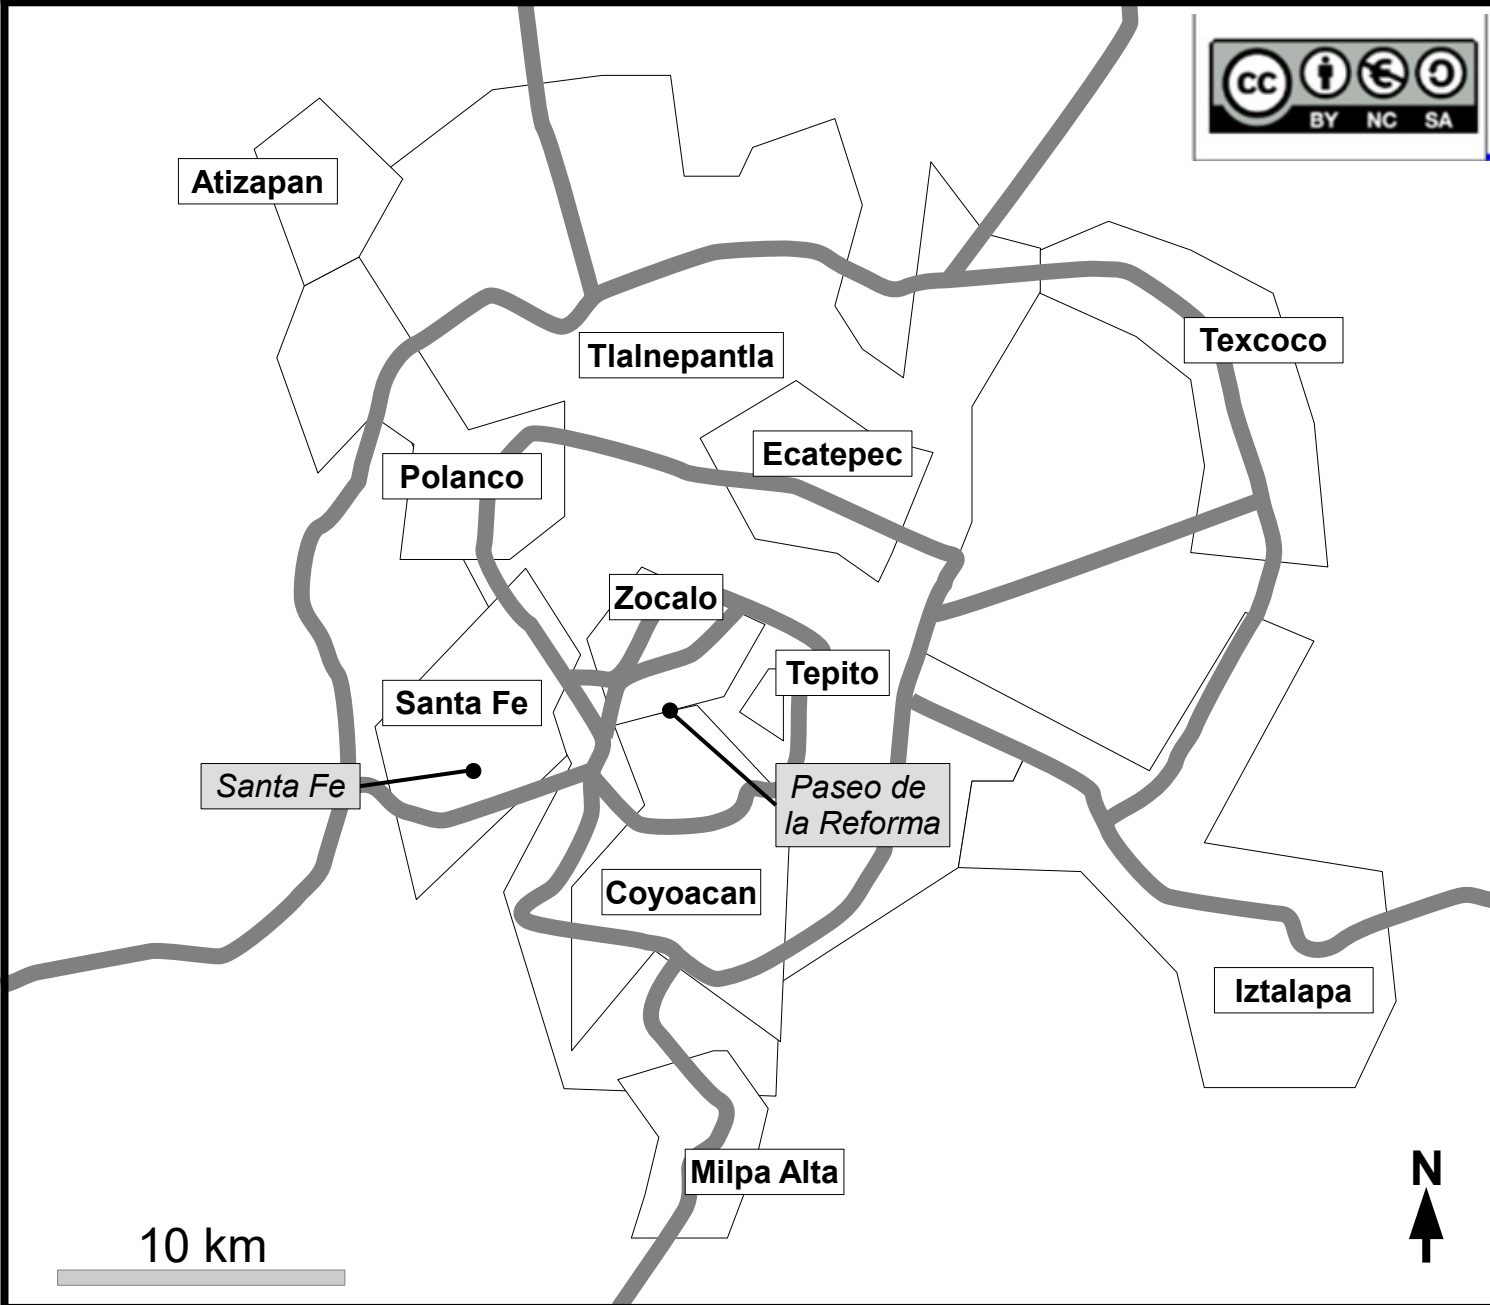 CC
BY NC SA
Atizapan
Texcoco
Tlalnepantla
Ecatepec
Polanco
Zocalo
Tepito
Santa Fe
Santa Fe
Paseo de
la Reforma
Coyoacan
Iztalapa
Milpa Alta
N
10 km